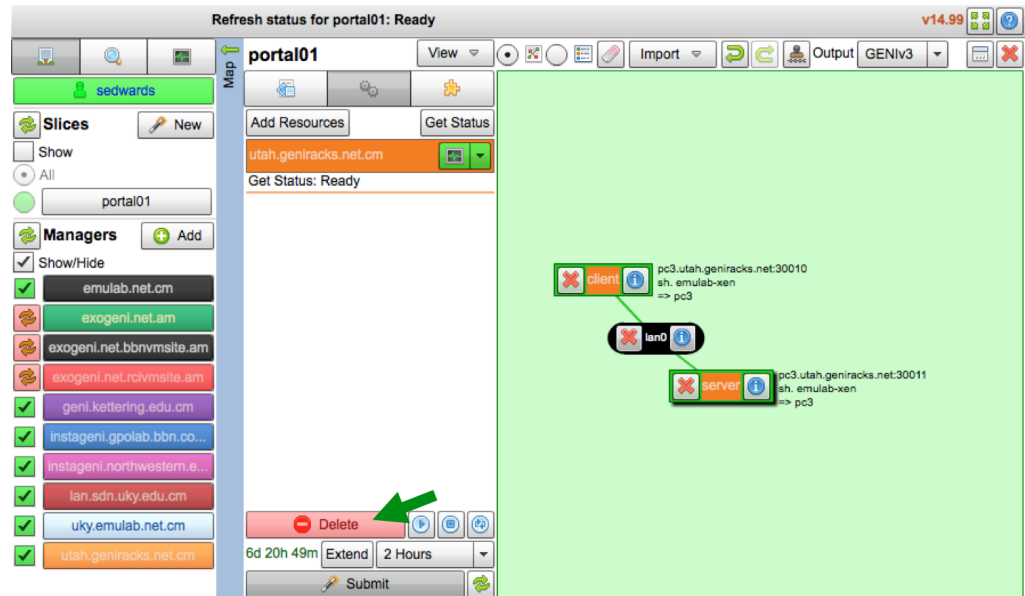 Refresh status for portal01: Ready
v14.99
Map
portal01
View
Import
Output
GENIv3
sedwards
Slices
New
Show
All
portal01
Managers
Add
Show/Hide
emulab.net.cm
exogeni.net.am
exogeni.net.bbnvmsite.am
exogeni.net.rcivmsite.am
geni.kettering.edu.cm
instageni.gpolab.bbn.co...
instageni.northwestern.e...
lan.sdn.uky.edu.cm
uky.emulab.net.cm
utah.geniracks.net.cm
Add Resources
Get Status
utah.geniracks.net.cm
Get Status: Ready
Delete
6d 20h 49m
Extend
2 Hours
Submit
client
pc3.utah.geniracks.net:30010
sh. emulab-xen
=> pc3
lan0
server
pc3.utah.geniracks.net:30011
sh. emulab-xen
=> pc3